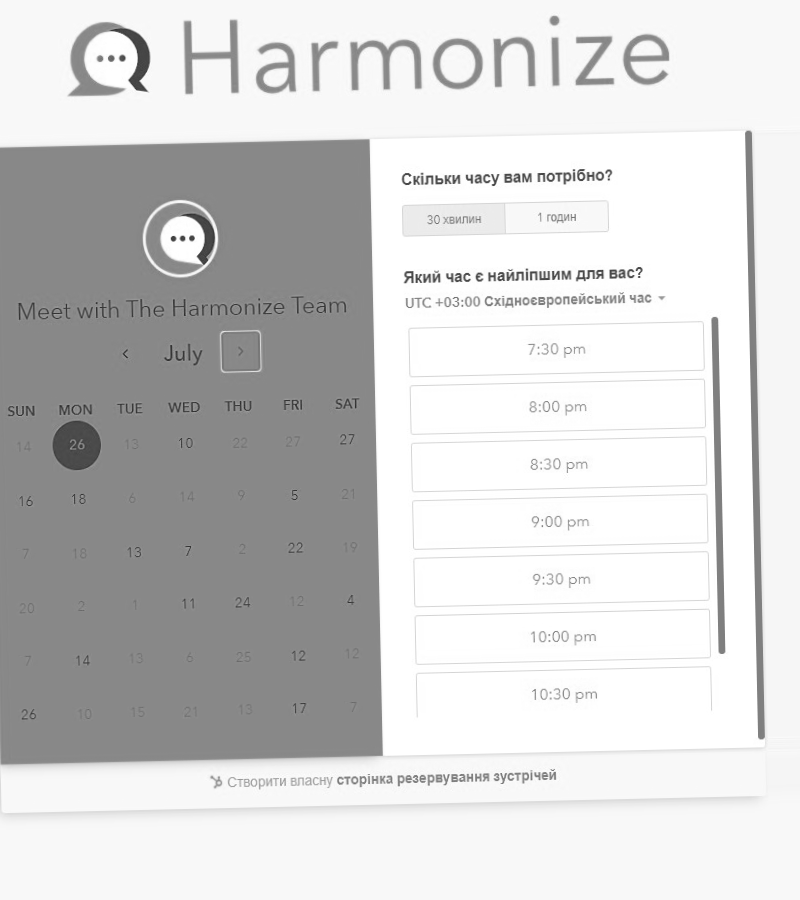 Harmonize
Meet with The Harmonize Team
July
SUN MON TUE WED THU FRI SAT
14 26 13 10 22 27 27
16 18 6 14 9 5 21
7 18 13 7 2 22 19
20 2 1 11 24 12 4
7 14 13 6 25 12 12
26 10 15 21 13 17 7
Скільки часу вам потрібно?
30 хвилин 1 годин
Який час є найліпшим для вас?
UTC +03:00 Східноєвропейський час
7:30 pm
8:00 pm
8:30 pm
9:00 pm
9:30 pm
10:00 pm
10:30 pm
Створити власну сторінка резервування зустрічей